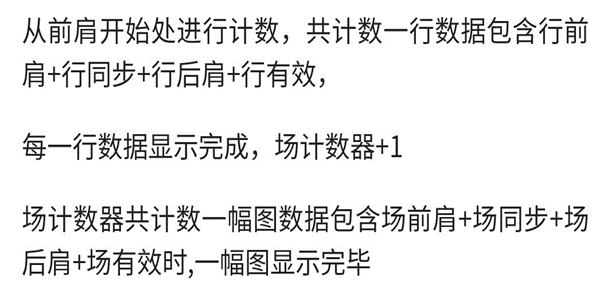 从前肩开始处进行计数，共计数一行数据包含行前
肩+行同步+行后肩+行有效，
每一行数据显示完成，场计数器+1
场计数器共计数一幅图数据包含场前肩+场同步+场
后肩+场有效时,一幅图显示完毕